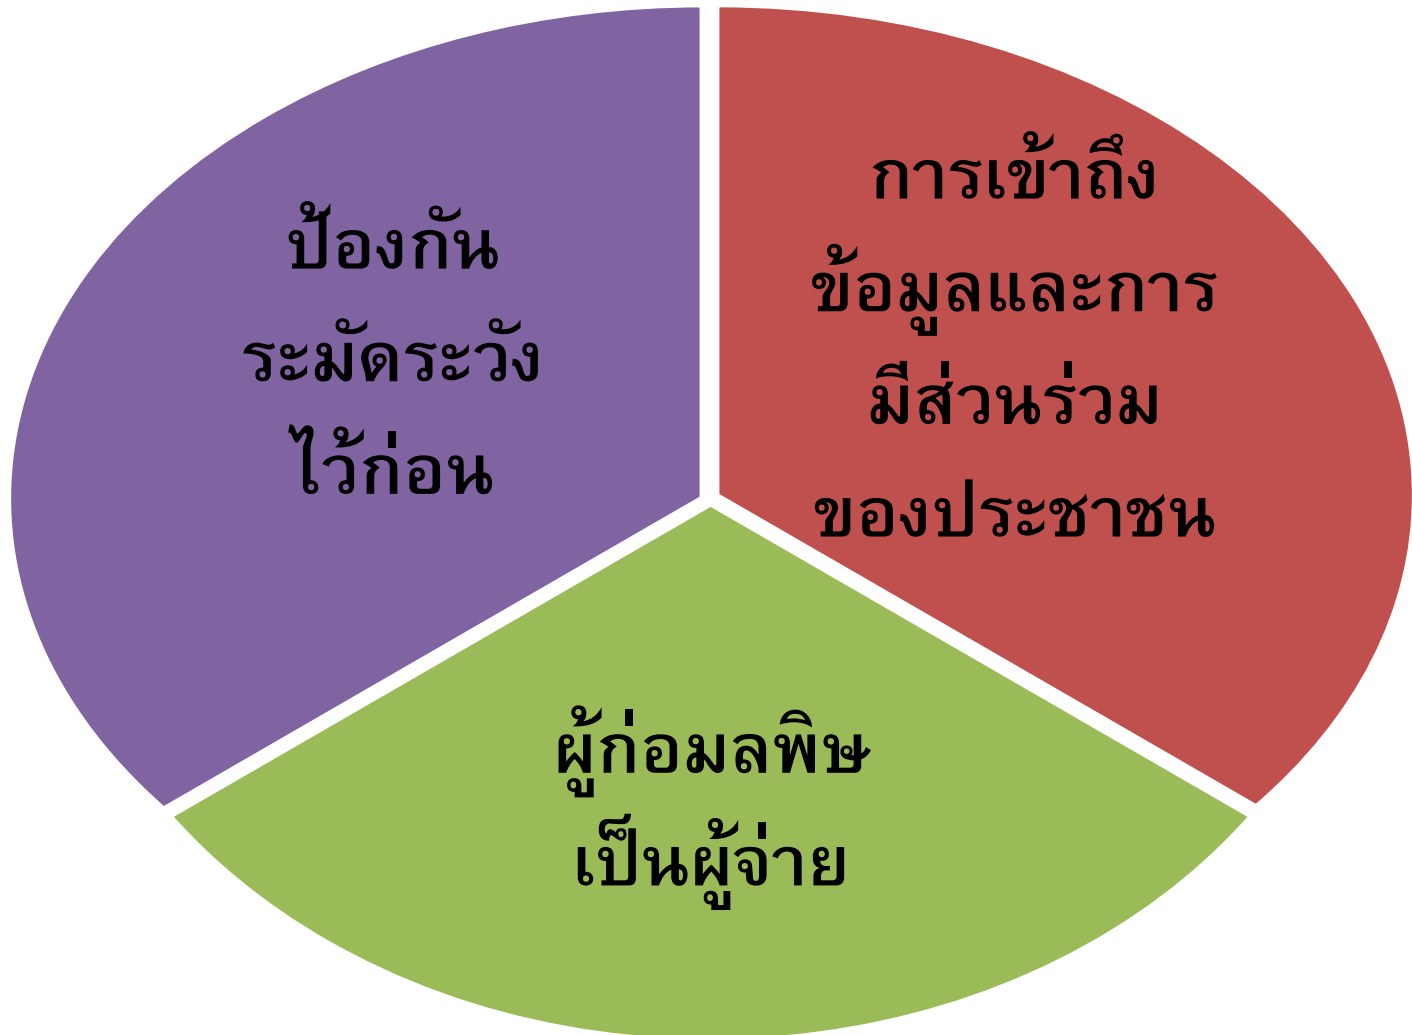 ป้องกัน
ระมัดระวัง
ไว้ก่อน
การเข้าถึง
ข้อมูลและการ
มีส่วนร่วม
ของประชาชน
ผู้ก่อมลพิษ
เป็นผู้จ่าย